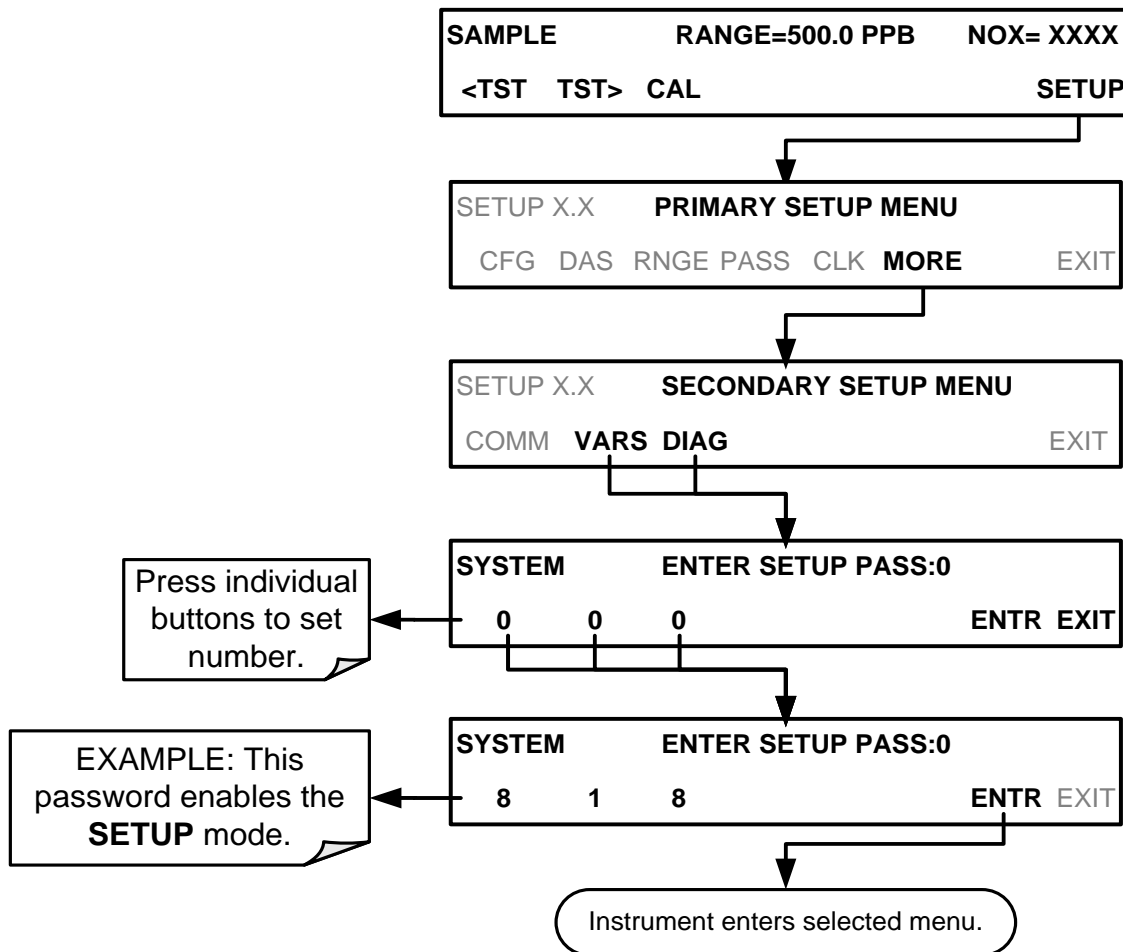 SAMPLE RANGE=500.0 PPB NOX= XXXX
<TST TST> CAL SETUP
SETUP X.X PRIMARY SETUP MENU
CFG DAS RNGE PASS CLK MORE EXIT
SETUP X.X SECONDARY SETUP MENU
COMM VARS DIAG EXIT
SYSTEM ENTER SETUP PASS:0
0 0 0 ENTR EXIT
Press individual
buttons to set
number.
SYSTEM ENTER SETUP PASS:0
8 1 8 ENTR EXIT
EXAMPLE: This
password enables the
SETUP mode.
Instrument enters selected menu.